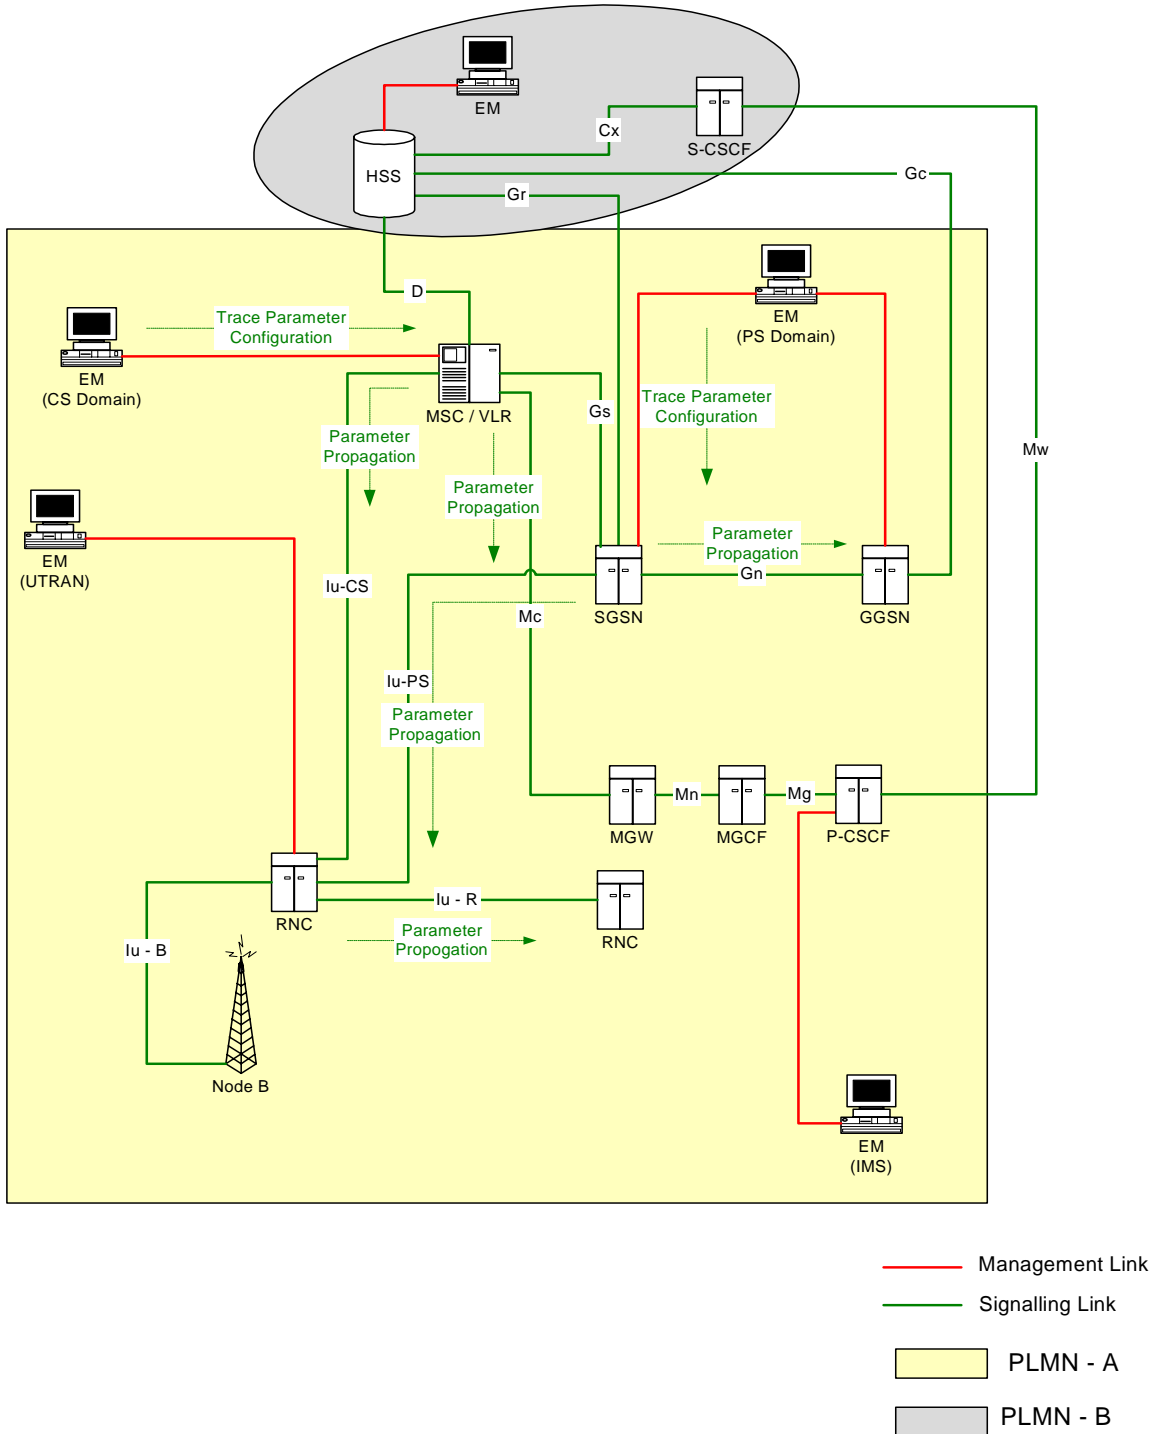 EM
Cx
S-CSCF
HSS
Gc
Gr
D
Trace Parameter
Configuration
EM
(PS Domain)
EM
(CS Domain)
MSC / VLR
Gs
Trace Parameter
Configuration
Parameter
Propagation
Mw
Parameter
Propagation
EM
(UTRAN)
Parameter
Propagation
Iu-CS
Gn
Mc
SGSN
GGSN
Iu-PS
Parameter
Propagation
Mn
Mg
MGW
MGCF
P-CSCF
Iu - R
RNC
Parameter
Propogation
RNC
Iu - B
Node B
EM
(IMS)
Management Link
Signalling Link
PLMN - A
PLMN - B